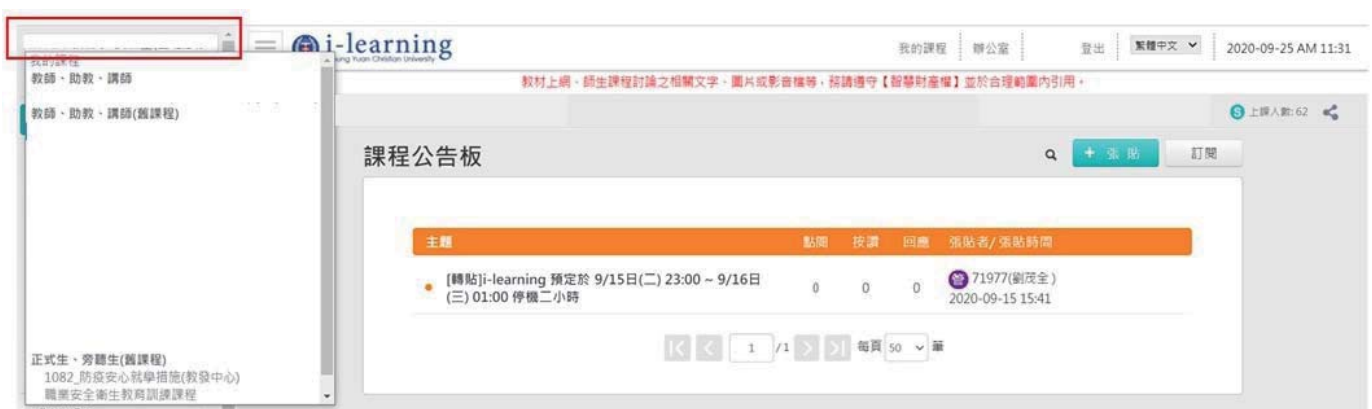 i-learning
Chung Yuan Christian University
我的課程
辦公室
登出
繁體中文
2020-09-25 AM 11:31
我的課程
教師、助教、講師
教師、助教、講師(舊課程)
正式生、旁聽生(舊課程)
1082_防疫安心就學措施(教發中心)
職業安全衛生教育訓練課程
教材上網、師生課程討論之相關文字、圖片或影音檔等，務請遵守【智慧財產權】並於合理範圍內引用。
S 上課人數: 62
課程公告板
+ 張 貼
訂閱
主題 點閱 按讚 回應 張貼者/ 張貼時間
[轉貼]i-learning 預定於 9/15日(二) 23:00 ~ 9/16日
(三) 01:00 停機二小時
0 0 0
管 71977(劉茂全)
2020-09-15 15:41
1 /1 每頁 50 筆